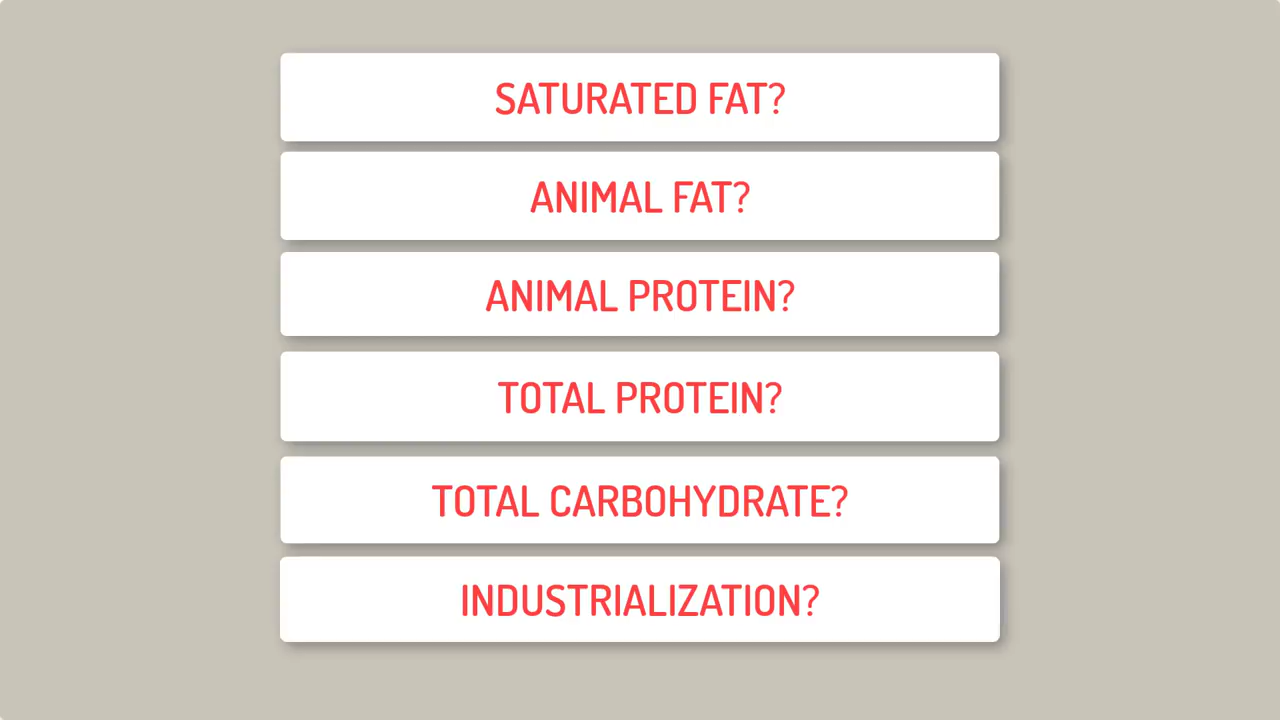 SATURATED FAT?
ANIMAL FAT?
ANIMAL PROTEIN?
TOTAL PROTEIN?
TOTAL CARBOHYDRATE?
INDUSTRIALIZATION?